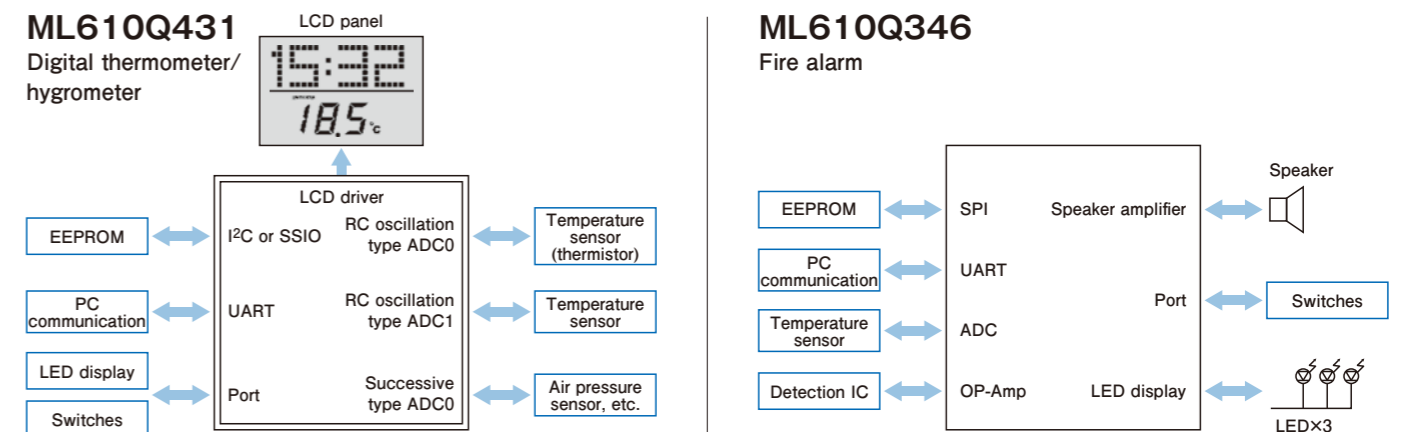 ML610Q431
Digital thermometer/
hygrometer
LCD panel
15:32
18.5°c
LCD driver
EEPROM
I²C or SSIO
RC oscillation
type ADC0
Temperature
sensor
(thermistor)
PC
communication
UART
RC oscillation
type ADC1
Temperature
sensor
LED display
Switches
Port
Successive
type ADC0
Air pressure
sensor, etc.
ML610Q346
Fire alarm
EEPROM
SPI
Speaker amplifier
Speaker
PC
communication
UART
Port
Switches
Temperature
sensor
ADC
Detection IC
OP-Amp
LED display
LED×3